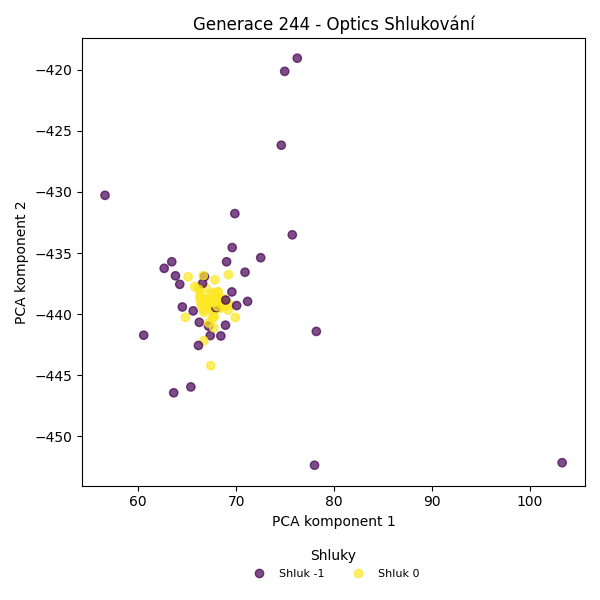 Generace 244 - Optics Shlukování
PCA komponent 2
−420
−425
−430
−435
−440
−445
−450
60 70 80 90 100
PCA komponent 1
Shluky
Shluk -1 Shluk 0